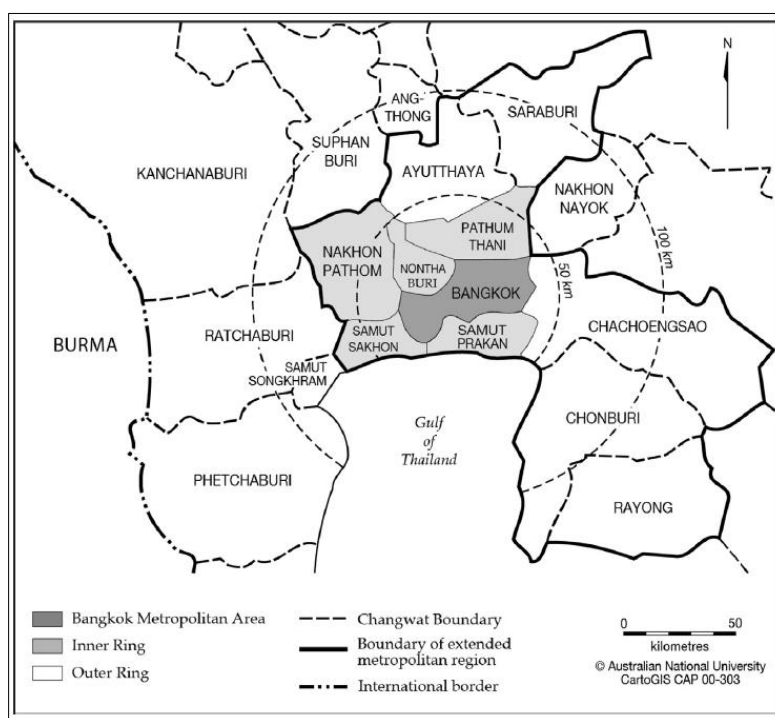 N
ANG-
THONG
SARABURI
SUPHAN
BURI
KANCHANABURI
AYUTTHAYA
NAKHON
NAYOK
100 km
PATHUM
THANI
NAKHON
PATHOM
NONTHA
BURI
50 km
BANGKOK
BURMA
RATCHABURI
SAMUT
SAKHON
SAMUT
PRAKAN
CHACHOENGSAO
SAMUT
SONGKHRAM
CHONBURI
Gulf
of
Thailand
PHETCHABURI
RAYONG
Bangkok Metropolitan Area
Inner Ring
Outer Ring
Changwat Boundary
Boundary of extended
metropolitan region
International border
0 50
kilometres
© Australian National University
CartoGIS CAP 00-303